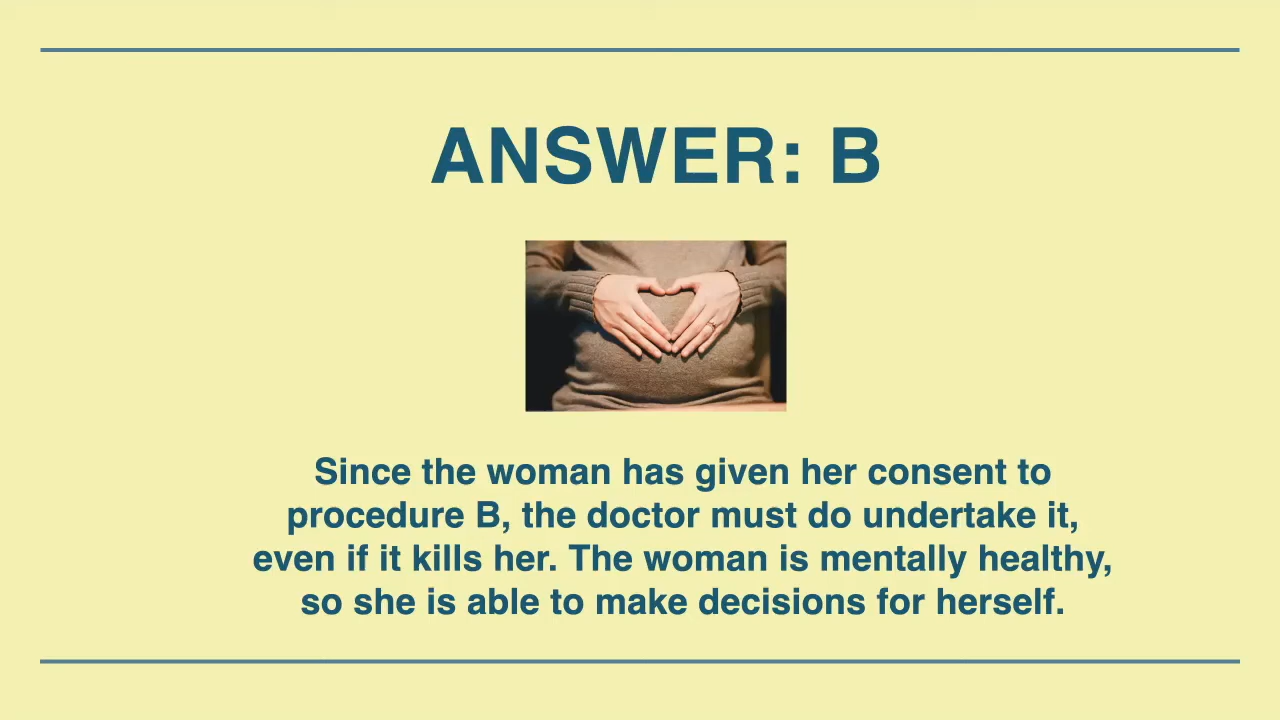 ANSWER: B
Since the woman has given her consent to
procedure B, the doctor must do undertake it,
even if it kills her. The woman is mentally healthy,
so she is able to make decisions for herself.